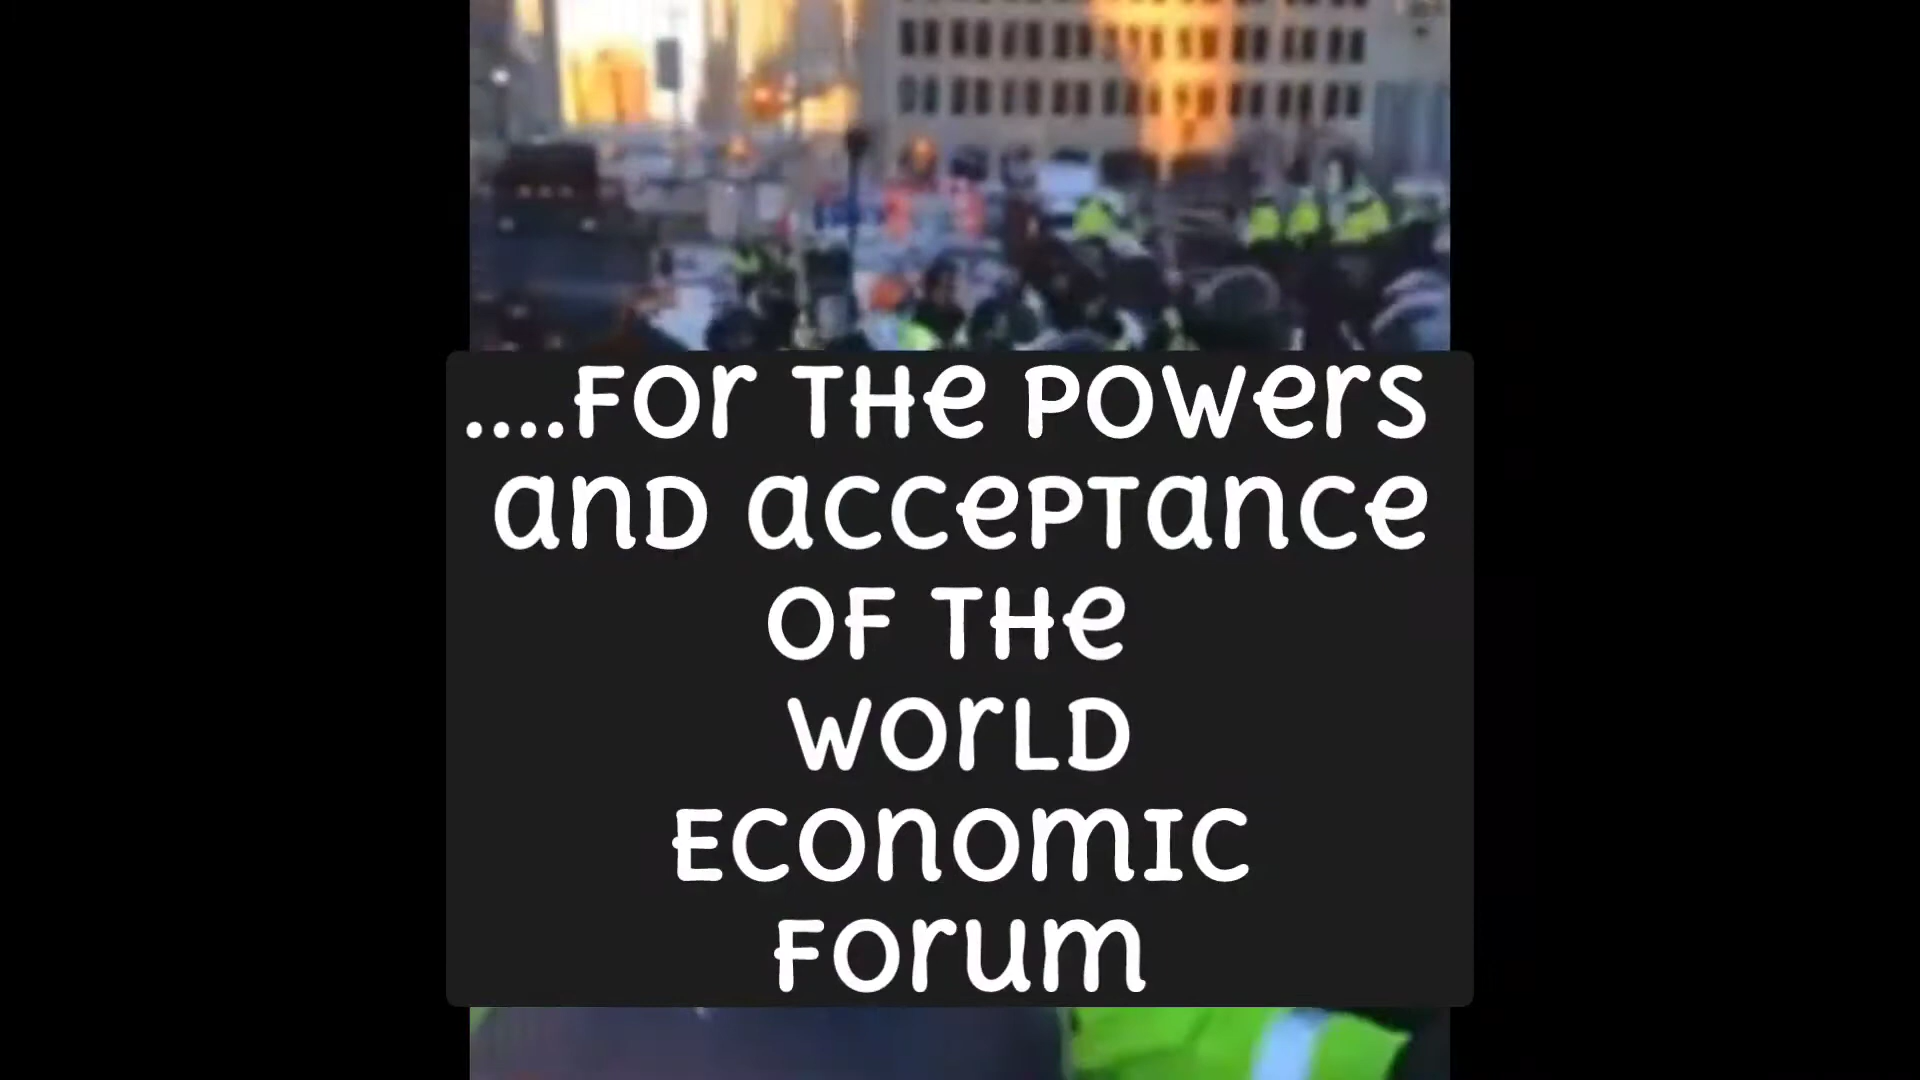 ....FOR THE POWERS
AND ACCEPTANCE
OF THE
WORLD
ECONOMIC
FORUM